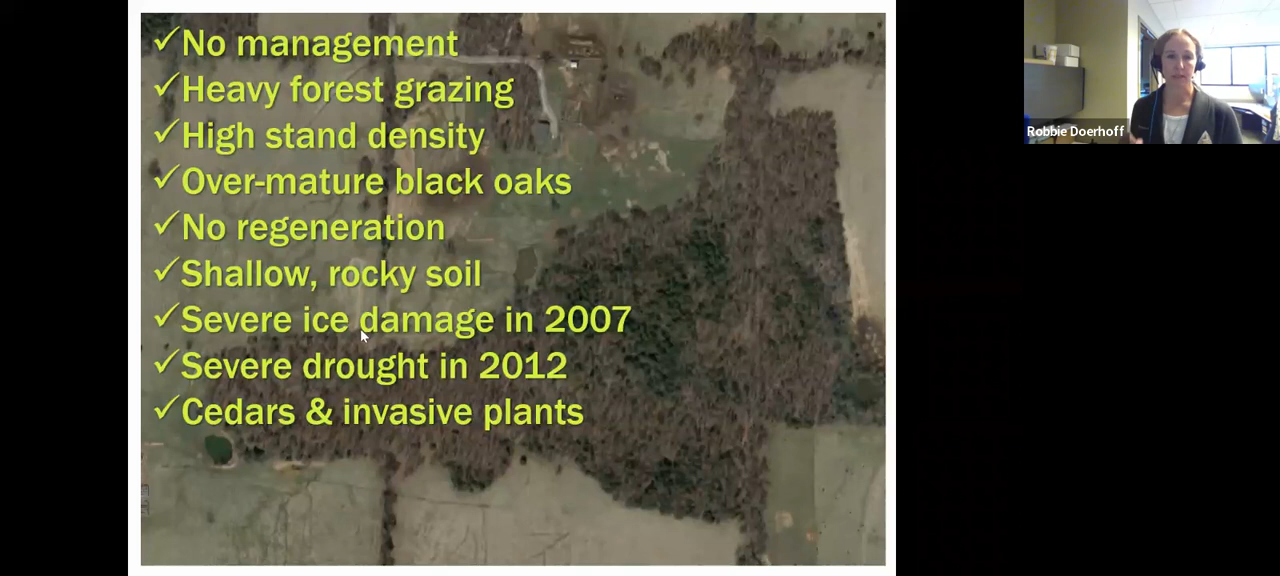 ✓No management
✓Heavy forest grazing
✓High stand density
✓Over-mature black oaks
✓No regeneration
✓Shallow, rocky soil
✓Severe ice damage in 2007
✓Severe drought in 2012
✓Cedars & invasive plants
Robbie Doerhoff